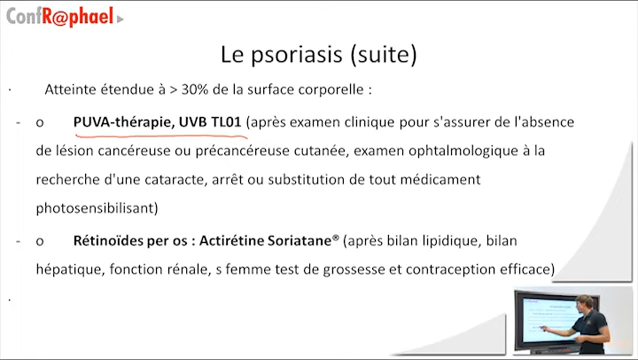 ConfR@phael
Le psoriasis (suite)
· Atteinte étendue à > 30% de la surface corporelle :
- o PUVA-thérapie, UVB TL01 (après examen clinique pour s'assurer de l'absence
de lésion cancéreuse ou précancéreuse cutanée, examen ophtalmologique à la
recherche d'une cataracte, arrêt ou substitution de tout médicament
photosensibilisant)
- o Rétinoïdes per os : Actirétine Soriatane® (après bilan lipidique, bilan
hépatique, fonction rénale, s femme test de grossesse et contraception efficace)
·